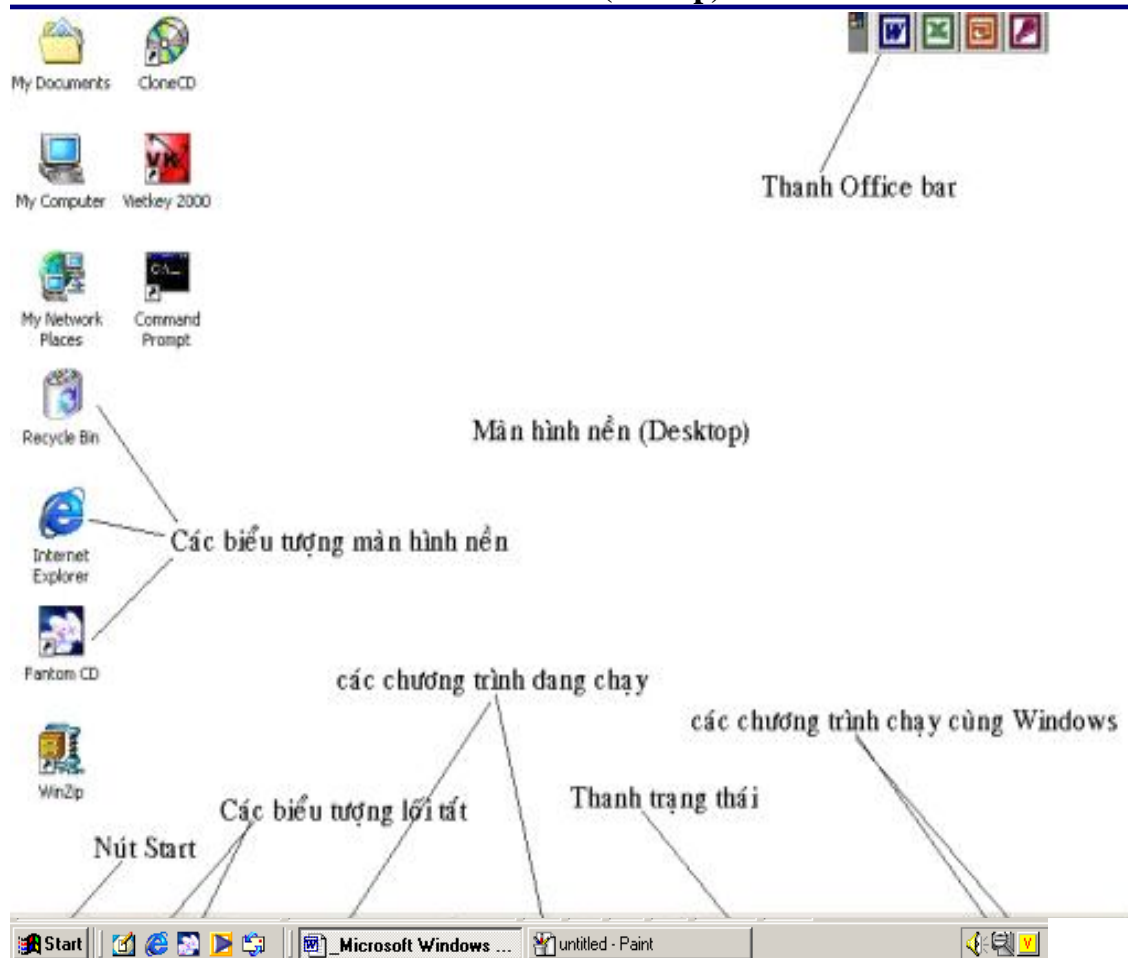 My Documents
CloneCD
Thanh Office bar
My Computer
Vietkey 2000
My Network
Places
Command
Prompt
Recycle Bin
Màn hình nền (Desktop)
Internet
Explorer
Các biểu tượng màn hình nền
Fantom CD
các chương trình đang chạy
các chương trình chạy cùng Windows
WinZip
Các biểu tượng lối tắt
Thanh trạng thái
Nút Start
Start
_Microsoft Windows ...
untitled - Paint